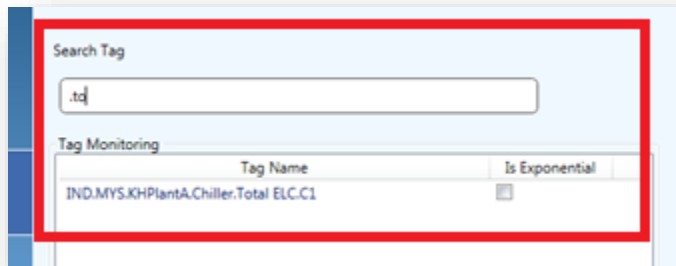 Search Tag
.to
Tag Monitoring
Tag Name Is Exponential
IND.MYS.KHPlantA.Chiller.Total ELC.C1